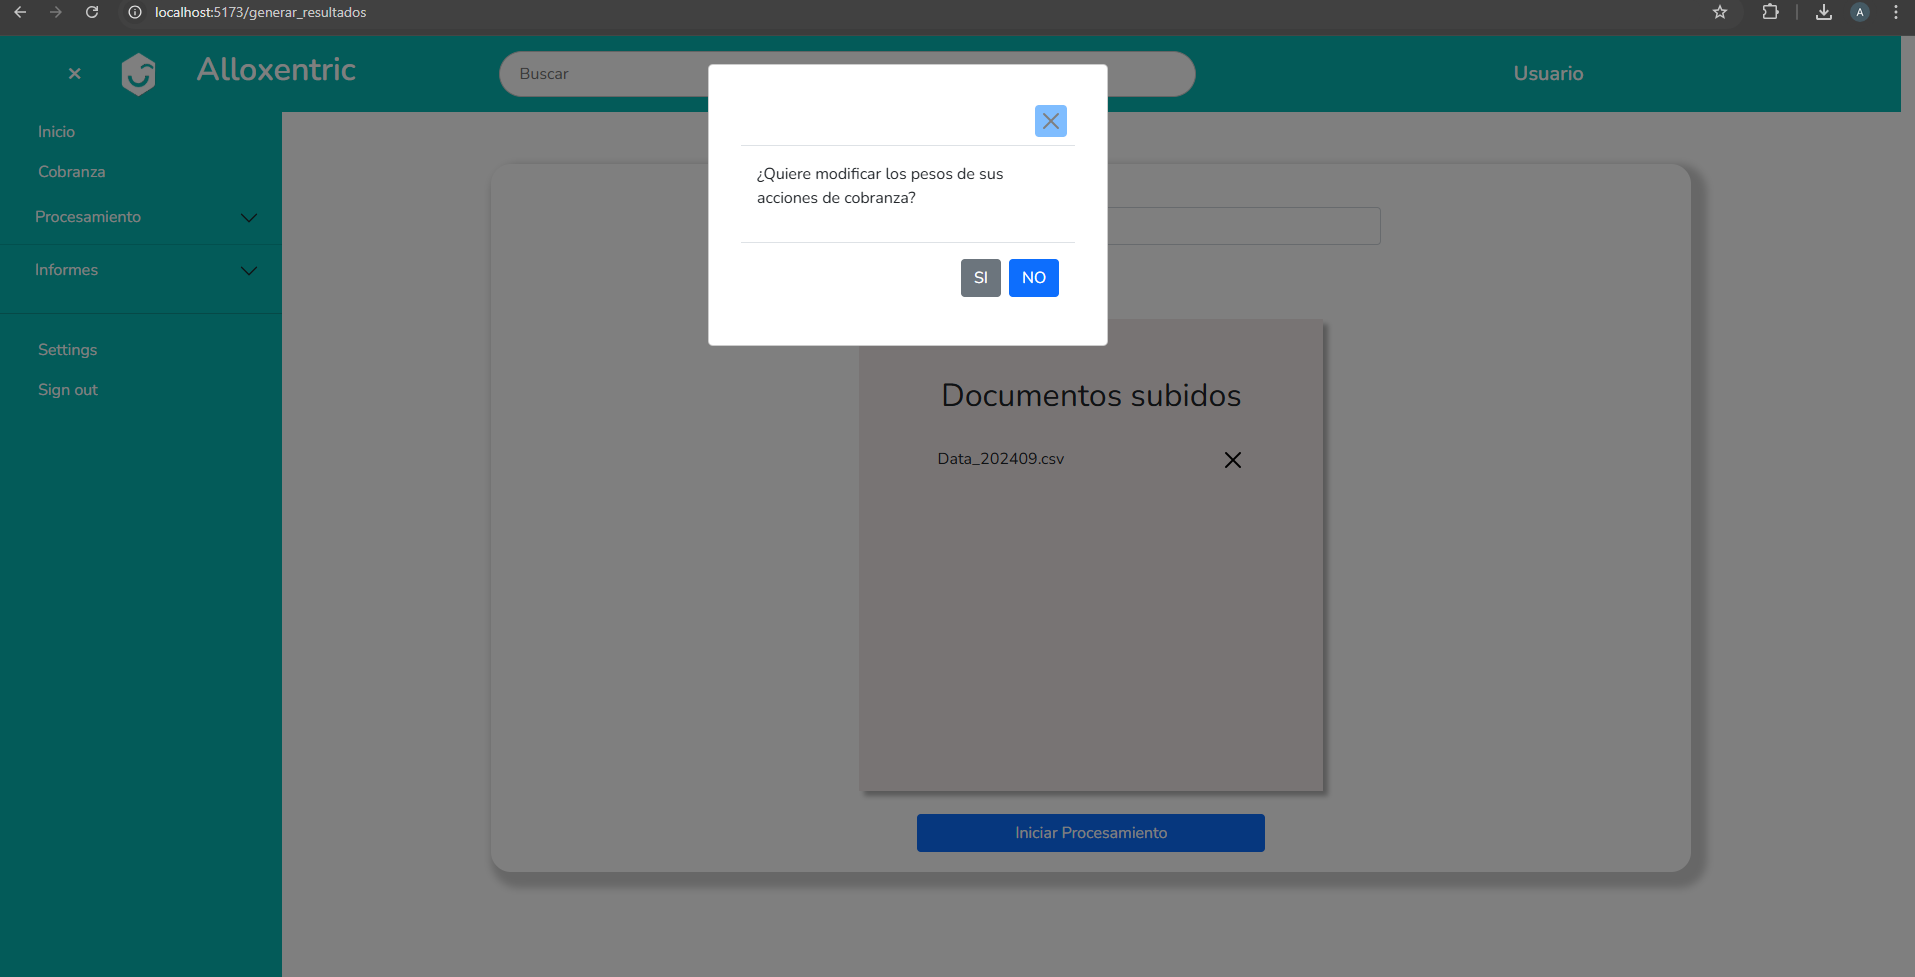 localhost:5173/generar_resultados
A
Alloxentric
Buscar
Usuario
Inicio
Cobranza
Procesamiento
Informes
Settings
Sign out
¿Quiere modificar los pesos de sus
acciones de cobranza?
SI
NO
Documentos subidos
Data_202409.csv
Iniciar Procesamiento